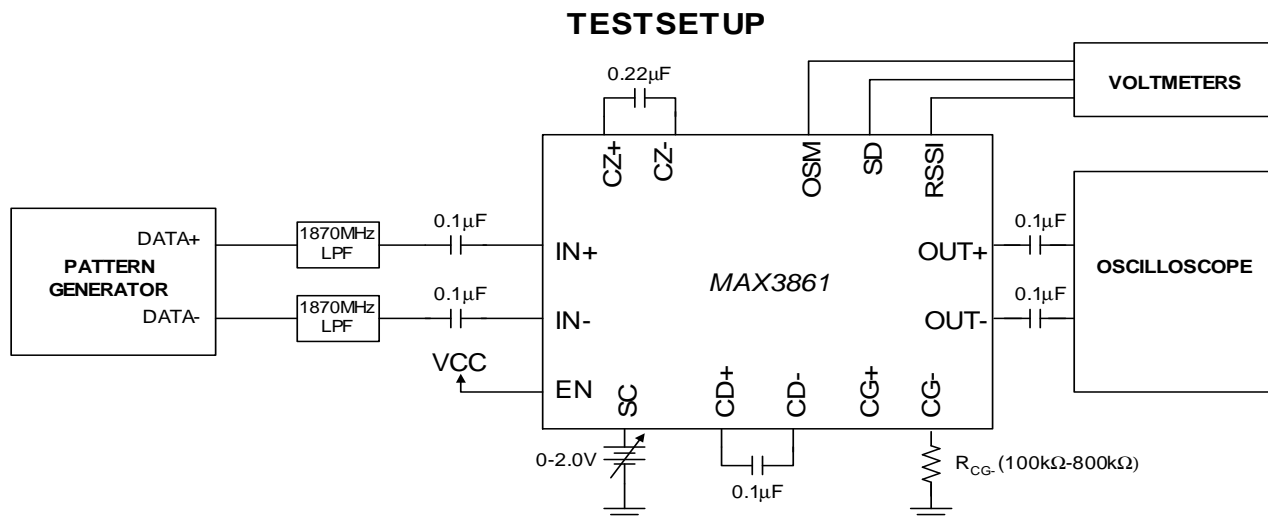 TESTSETUP
0.22µF
VOLTMETERS
CZ+
CZ-
OSM
SD
RSSI
DATA+
1870MHz
LPF
0.1µF
IN+
OUT+
0.1µF
PATTERN
GENERATOR
MAX3861
OSCILLOSCOPE
DATA-
1870MHz
LPF
0.1µF
IN-
OUT-
0.1µF
VCC
EN
SC
CD+
CD-
CG+
CG-
0-2.0V
0.1µF
RCG- (100kΩ-800kΩ)